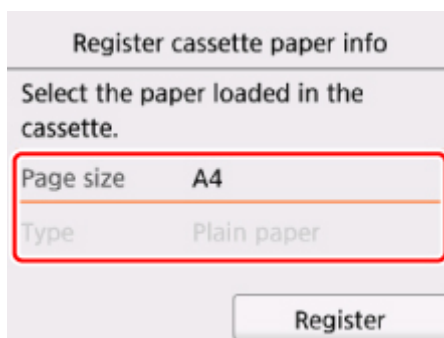 Register cassette paper info
Select the paper loaded in the
cassette.
Page size A4
Type Plain paper
Register